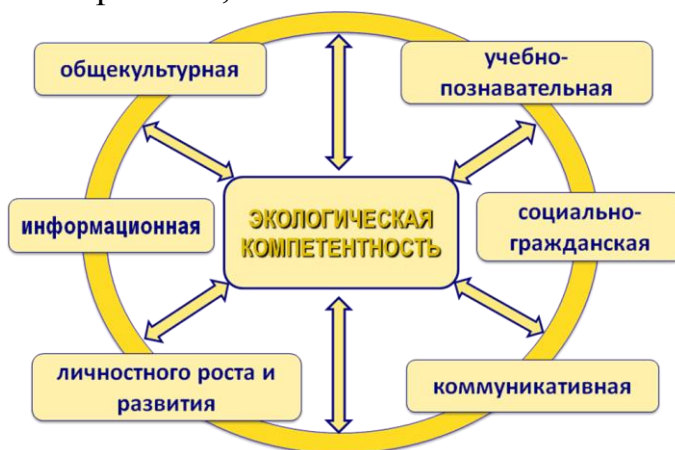 общекультурная
учебно-
познавательная
ЭКОЛОГИЧЕСКАЯ
КОМПЕТЕНТНОСТЬ
информационная
социально-
гражданская
личностного роста и
развития
коммуникативная